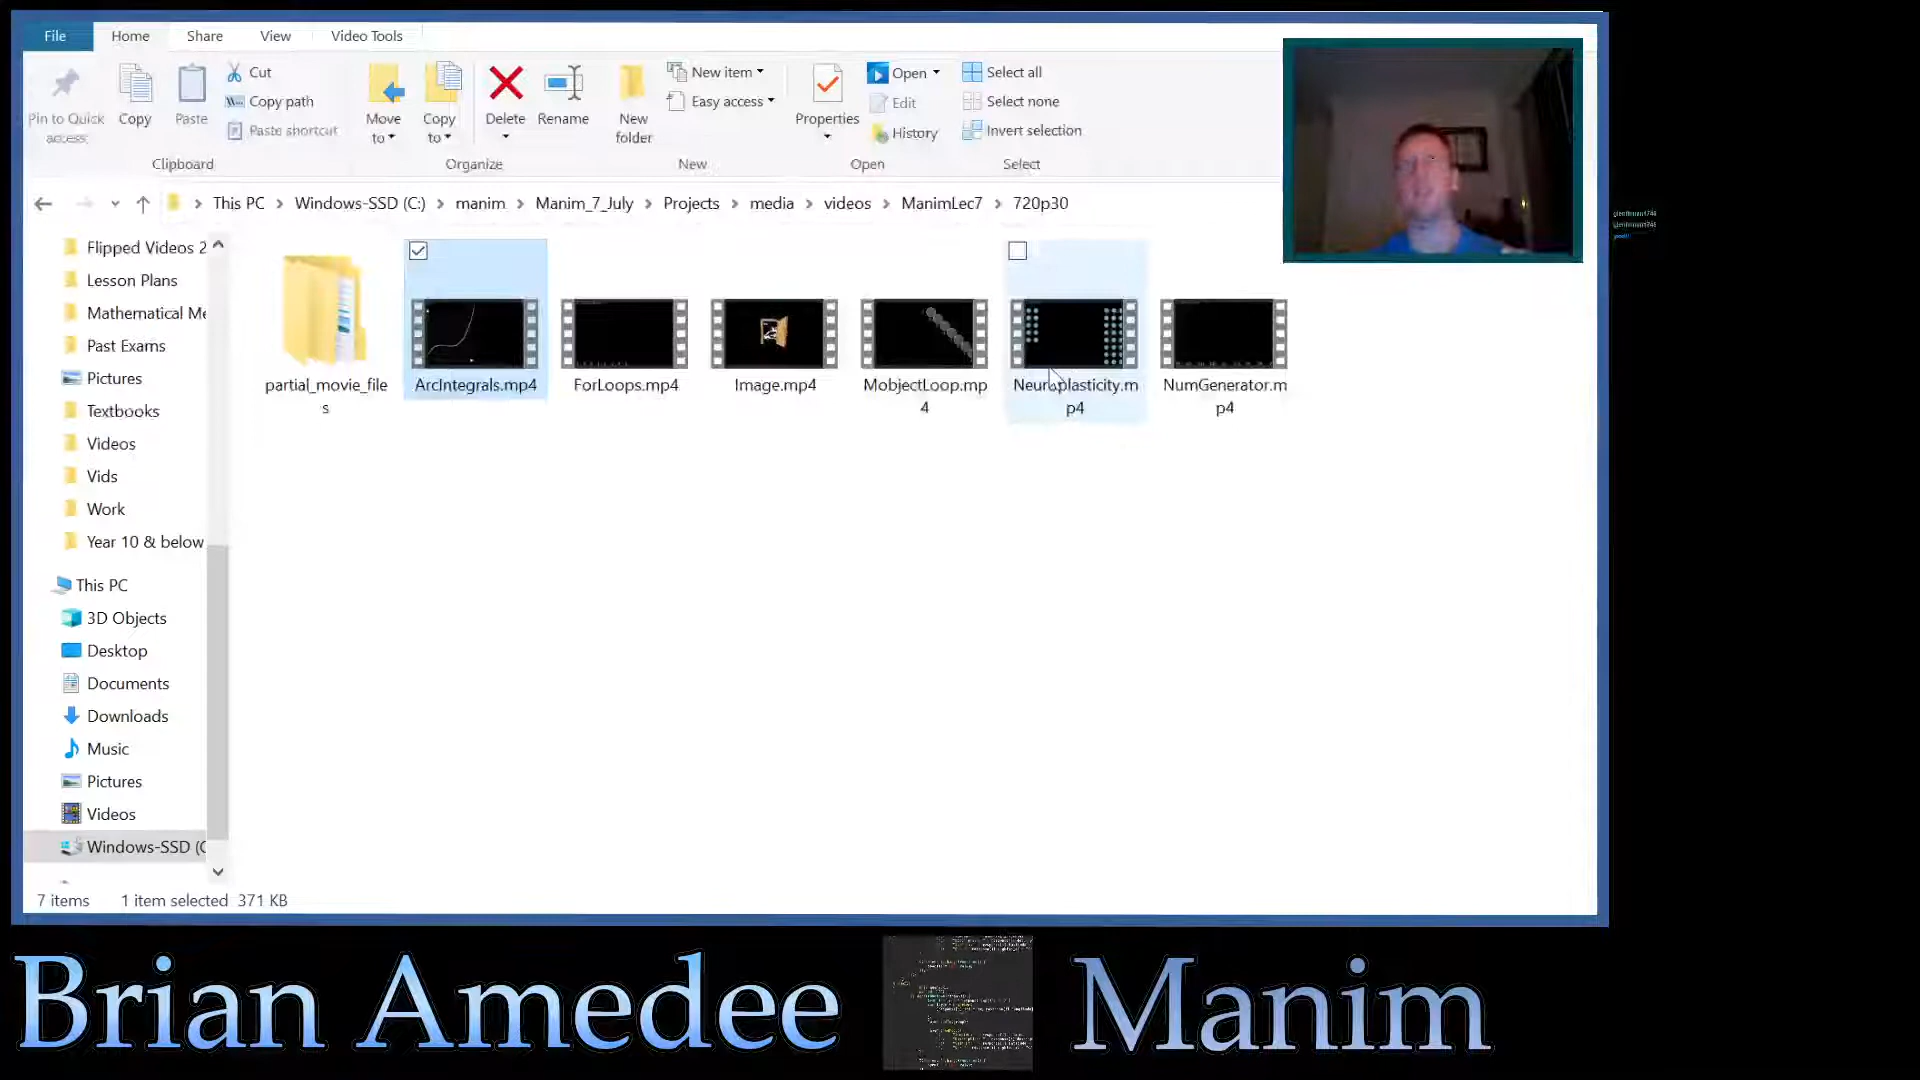 File Home Share View Video Tools
Pin to Quick access
Copy
Paste
Cut
Copy path
Paste shortcut
Move to
Copy to
Delete
Rename
New folder
New item
Easy access
Properties
Open
Edit
History
Select all
Select none
Invert selection
Clipboard Organize New Open Select
This PC > Windows-SSD (C:) > manim > Manim_7_July > Projects > media > videos > ManimLec7 > 720p30
Flipped Videos 2
Lesson Plans
Mathematical Me
Past Exams
Pictures
Textbooks
Videos
Vids
Work
Year 10 & below
This PC
3D Objects
Desktop
Documents
Downloads
Music
Pictures
Videos
Windows-SSD (C
partial_movie_file
s
ArcIntegrals.mp4
ForLoops.mp4
Image.mp4
MobjectLoop.mp
4
Neuroplasticity.m
p4
NumGenerator.m
p4
7 items 1 item selected 371 KB
Brian Amedee Manim